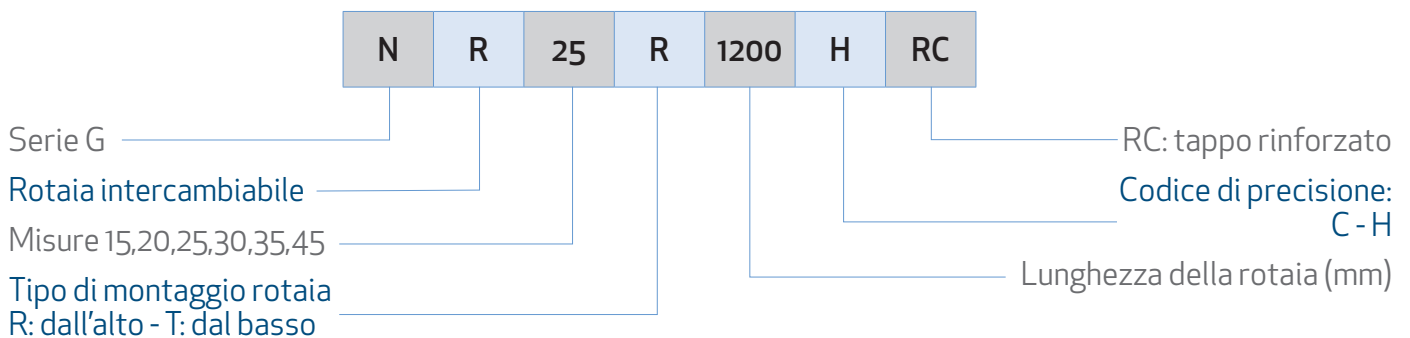 N R 25 R 1200 H RC
Serie G
Rotaia intercambiabile
Misure 15,20,25,30,35,45
Tipo di montaggio rotaia
R: dall'alto - T: dal basso
RC: tappo rinforzato
Codice di precisione:
C - H
Lunghezza della rotaia (mm)